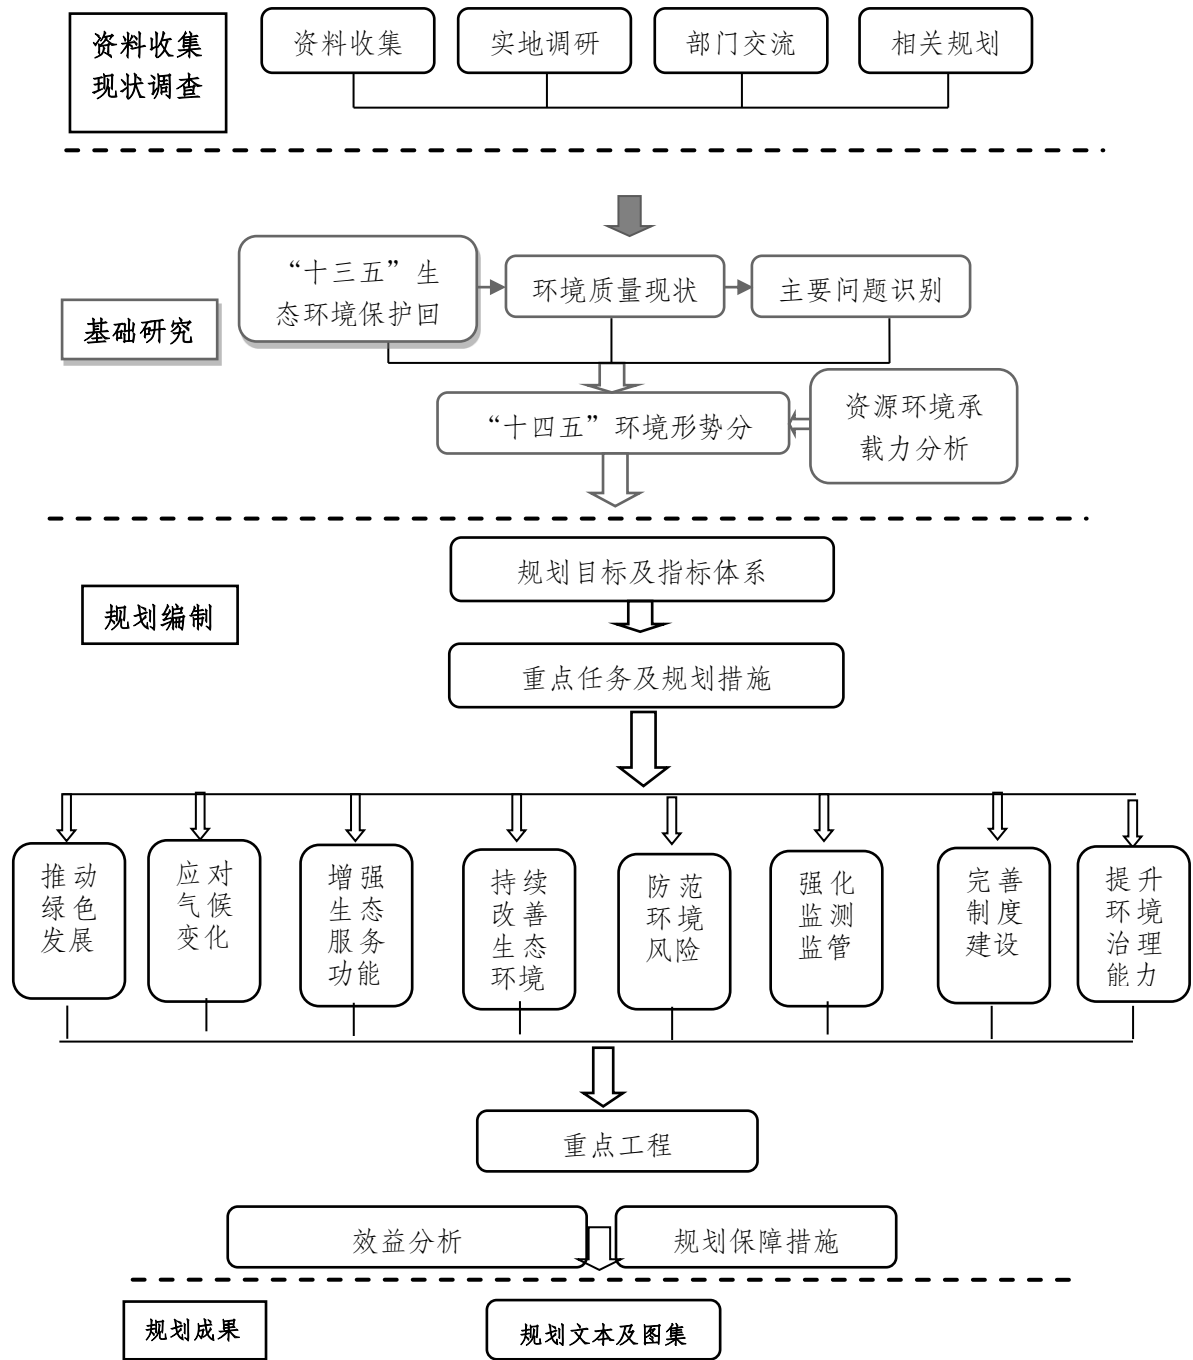 资料收集
现状调查
资料收集
实地调研
部门交流
相关规划
基础研究
“十三五”生
态环境保护回
环境质量现状
主要问题识别
“十四五”环境形势分
资源环境承
载力分析
规划编制
规划目标及指标体系
重点任务及规划措施
推动
绿色
发展
应对
气候
变化
增强
生态
服务
功能
持续
改善
生态
环境
防范
环境
风险
强化
监测
监管
完善
制度
建设
提升
环境
治理
能力
重点工程
效益分析
规划保障措施
规划成果
规划文本及图集